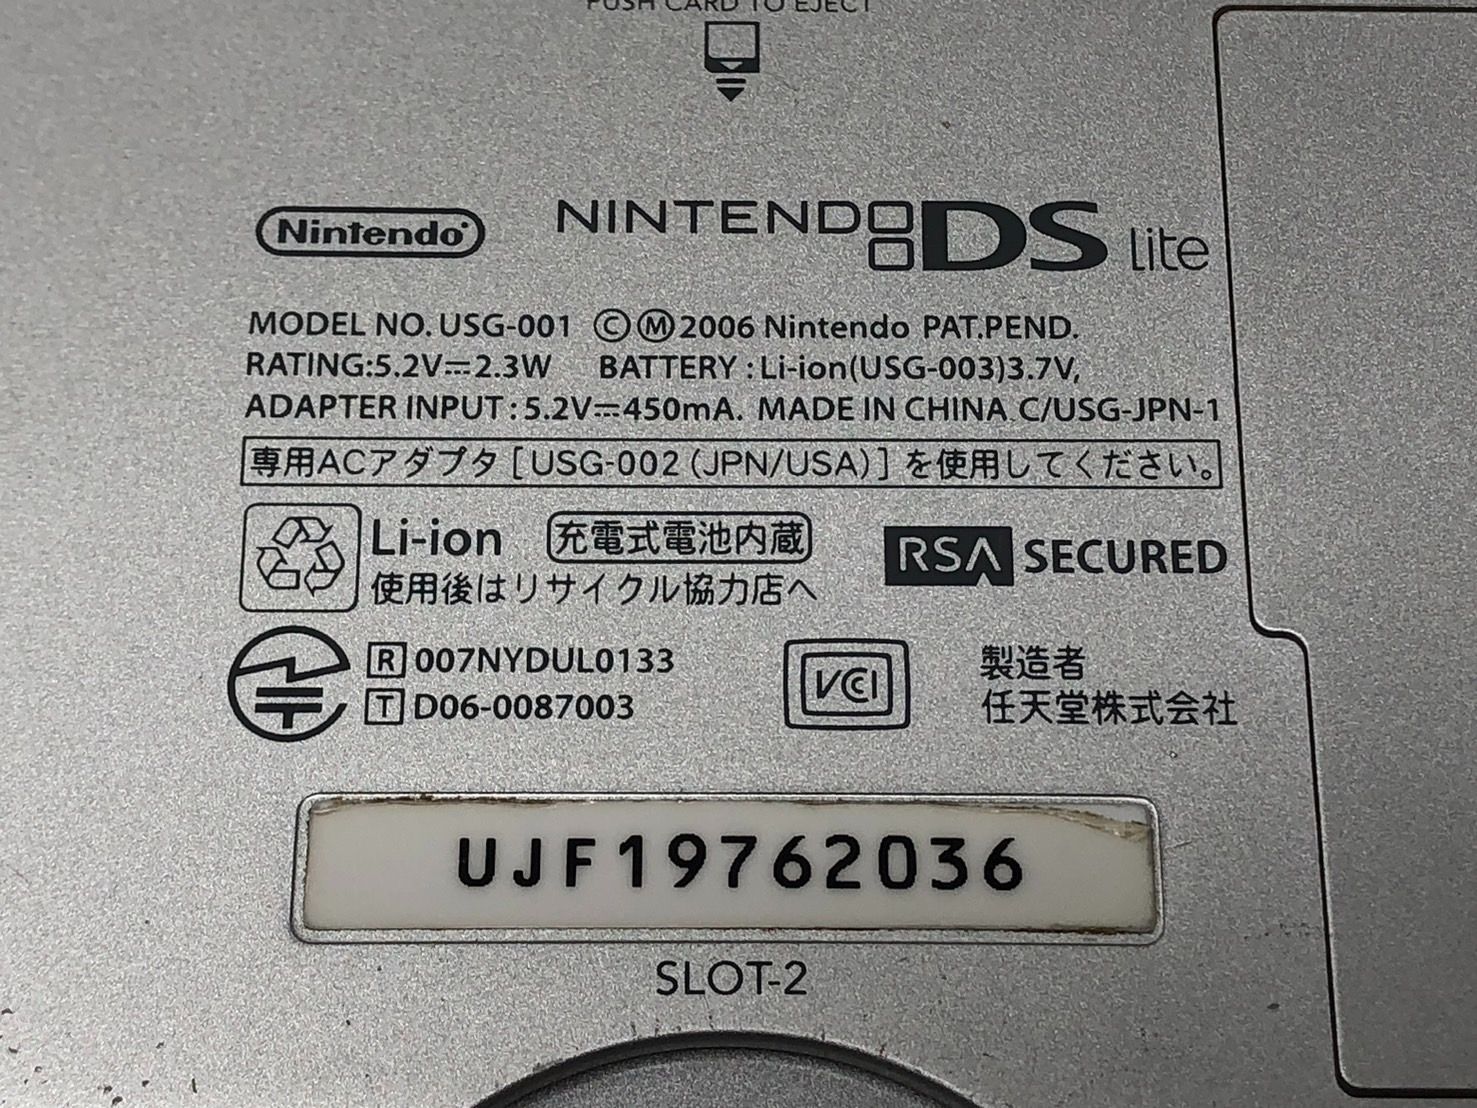 PUSH CARD TO EJECT
Nintendo
NINTENDO DS lite
MODEL NO. USG-001 ©Ⓜ2006 Nintendo PAT.PEND.
RATING:5.2V⎓2.3W BATTERY : Li-ion(USG-003)3.7V,
ADAPTER INPUT : 5.2V⎓450mA. MADE IN CHINA C/USG-JPN-1
専用ACアダプタ [USG-002 (JPN/USA)] を使用してください。
Li-ion 充電式電池内蔵
使用後はリサイクル協力店へ
RSA SECURED
R 007NYDUL0133
T D06-0087003
VCCI
製造者
任天堂株式会社
UJF19762036
SLOT-2